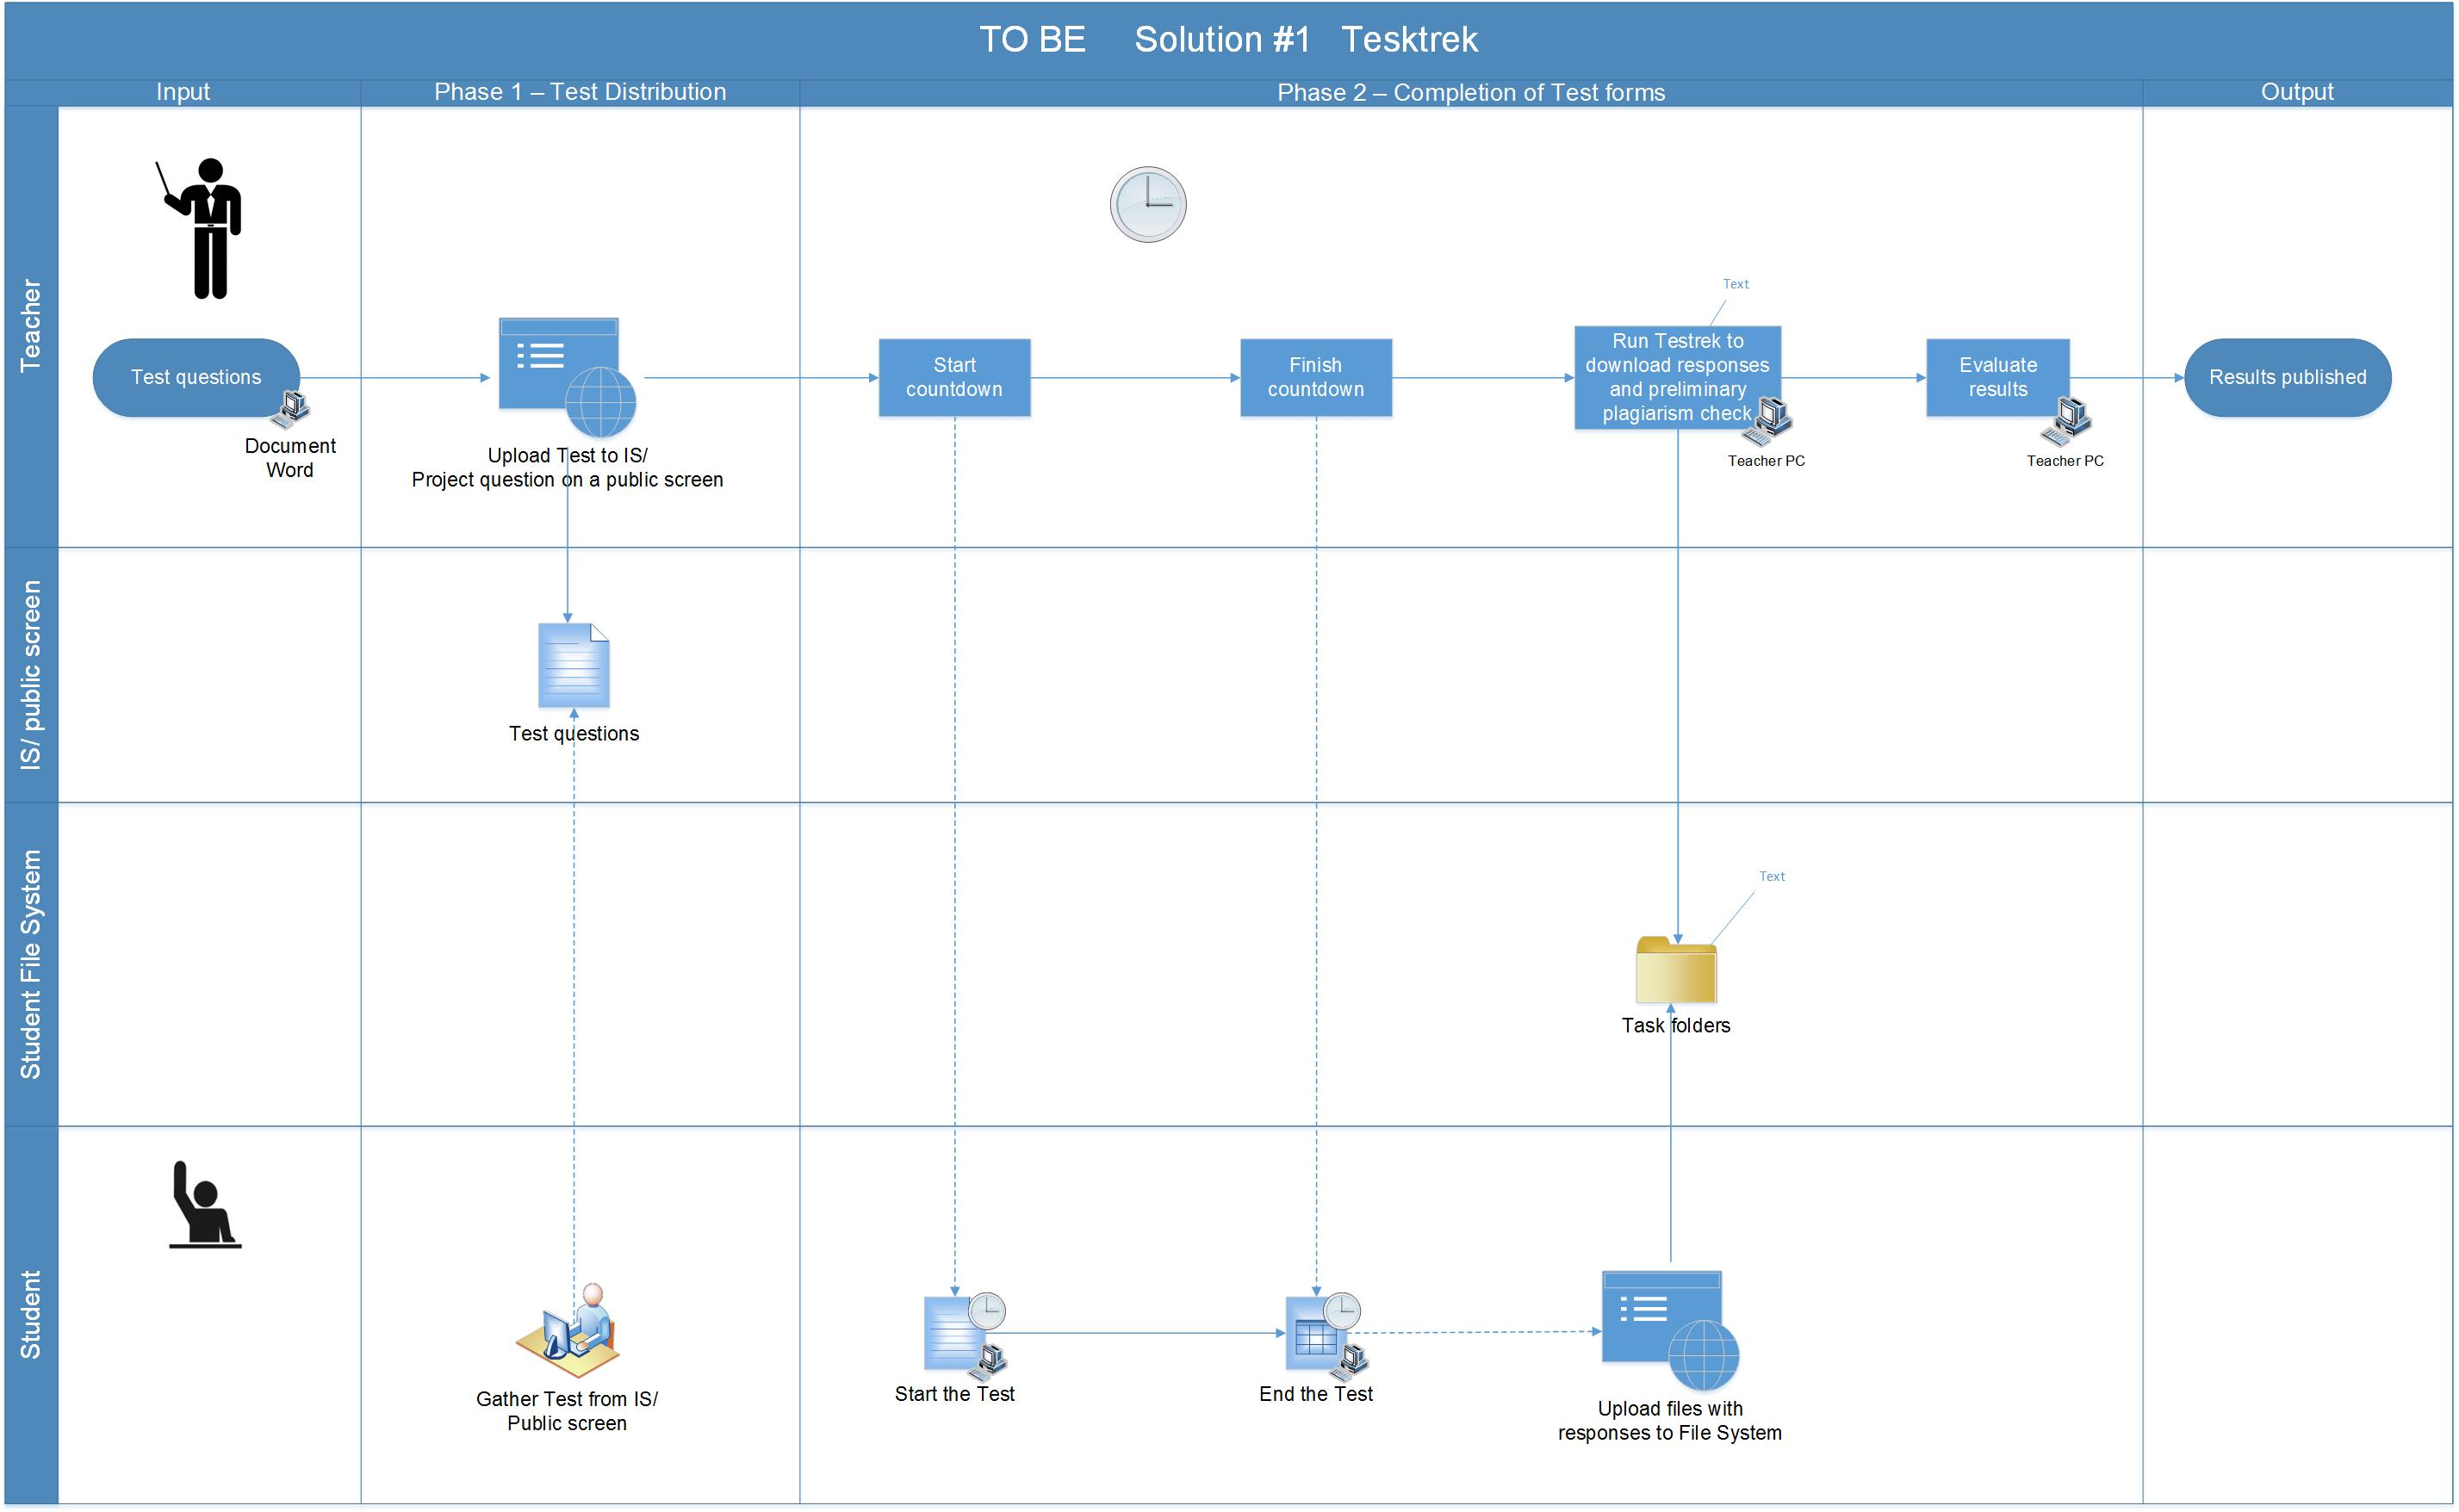 TO BE Solution #1 Tesktrek
Input
Phase 1 – Test Distribution
Phase 2 – Completion of Test forms
Output
Teacher
Test questions
Document
Word
Upload Test to IS/
Project question on a public screen
Start
countdown
Finish
countdown
Text
Run Testrek to
download responses
and preliminary
plagiarism check
Teacher PC
Evaluate
results
Teacher PC
Results published
IS/ public screen
Test questions
Student File System
Text
Task folders
Student
Gather Test from IS/
Public screen
Start the Test
End the Test
Upload files with
responses to File System